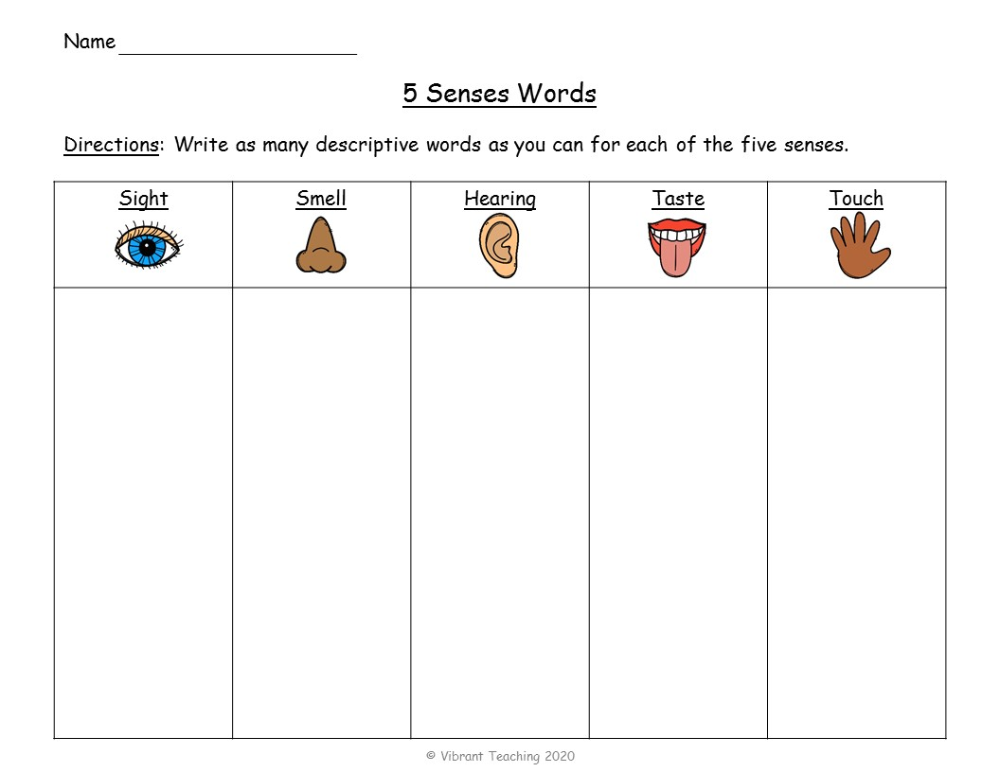 Name
5 Senses Words
Directions: Write as many descriptive words as you can for each of the five senses.
Sight Smell Hearing Taste Touch
© Vibrant Teaching 2020